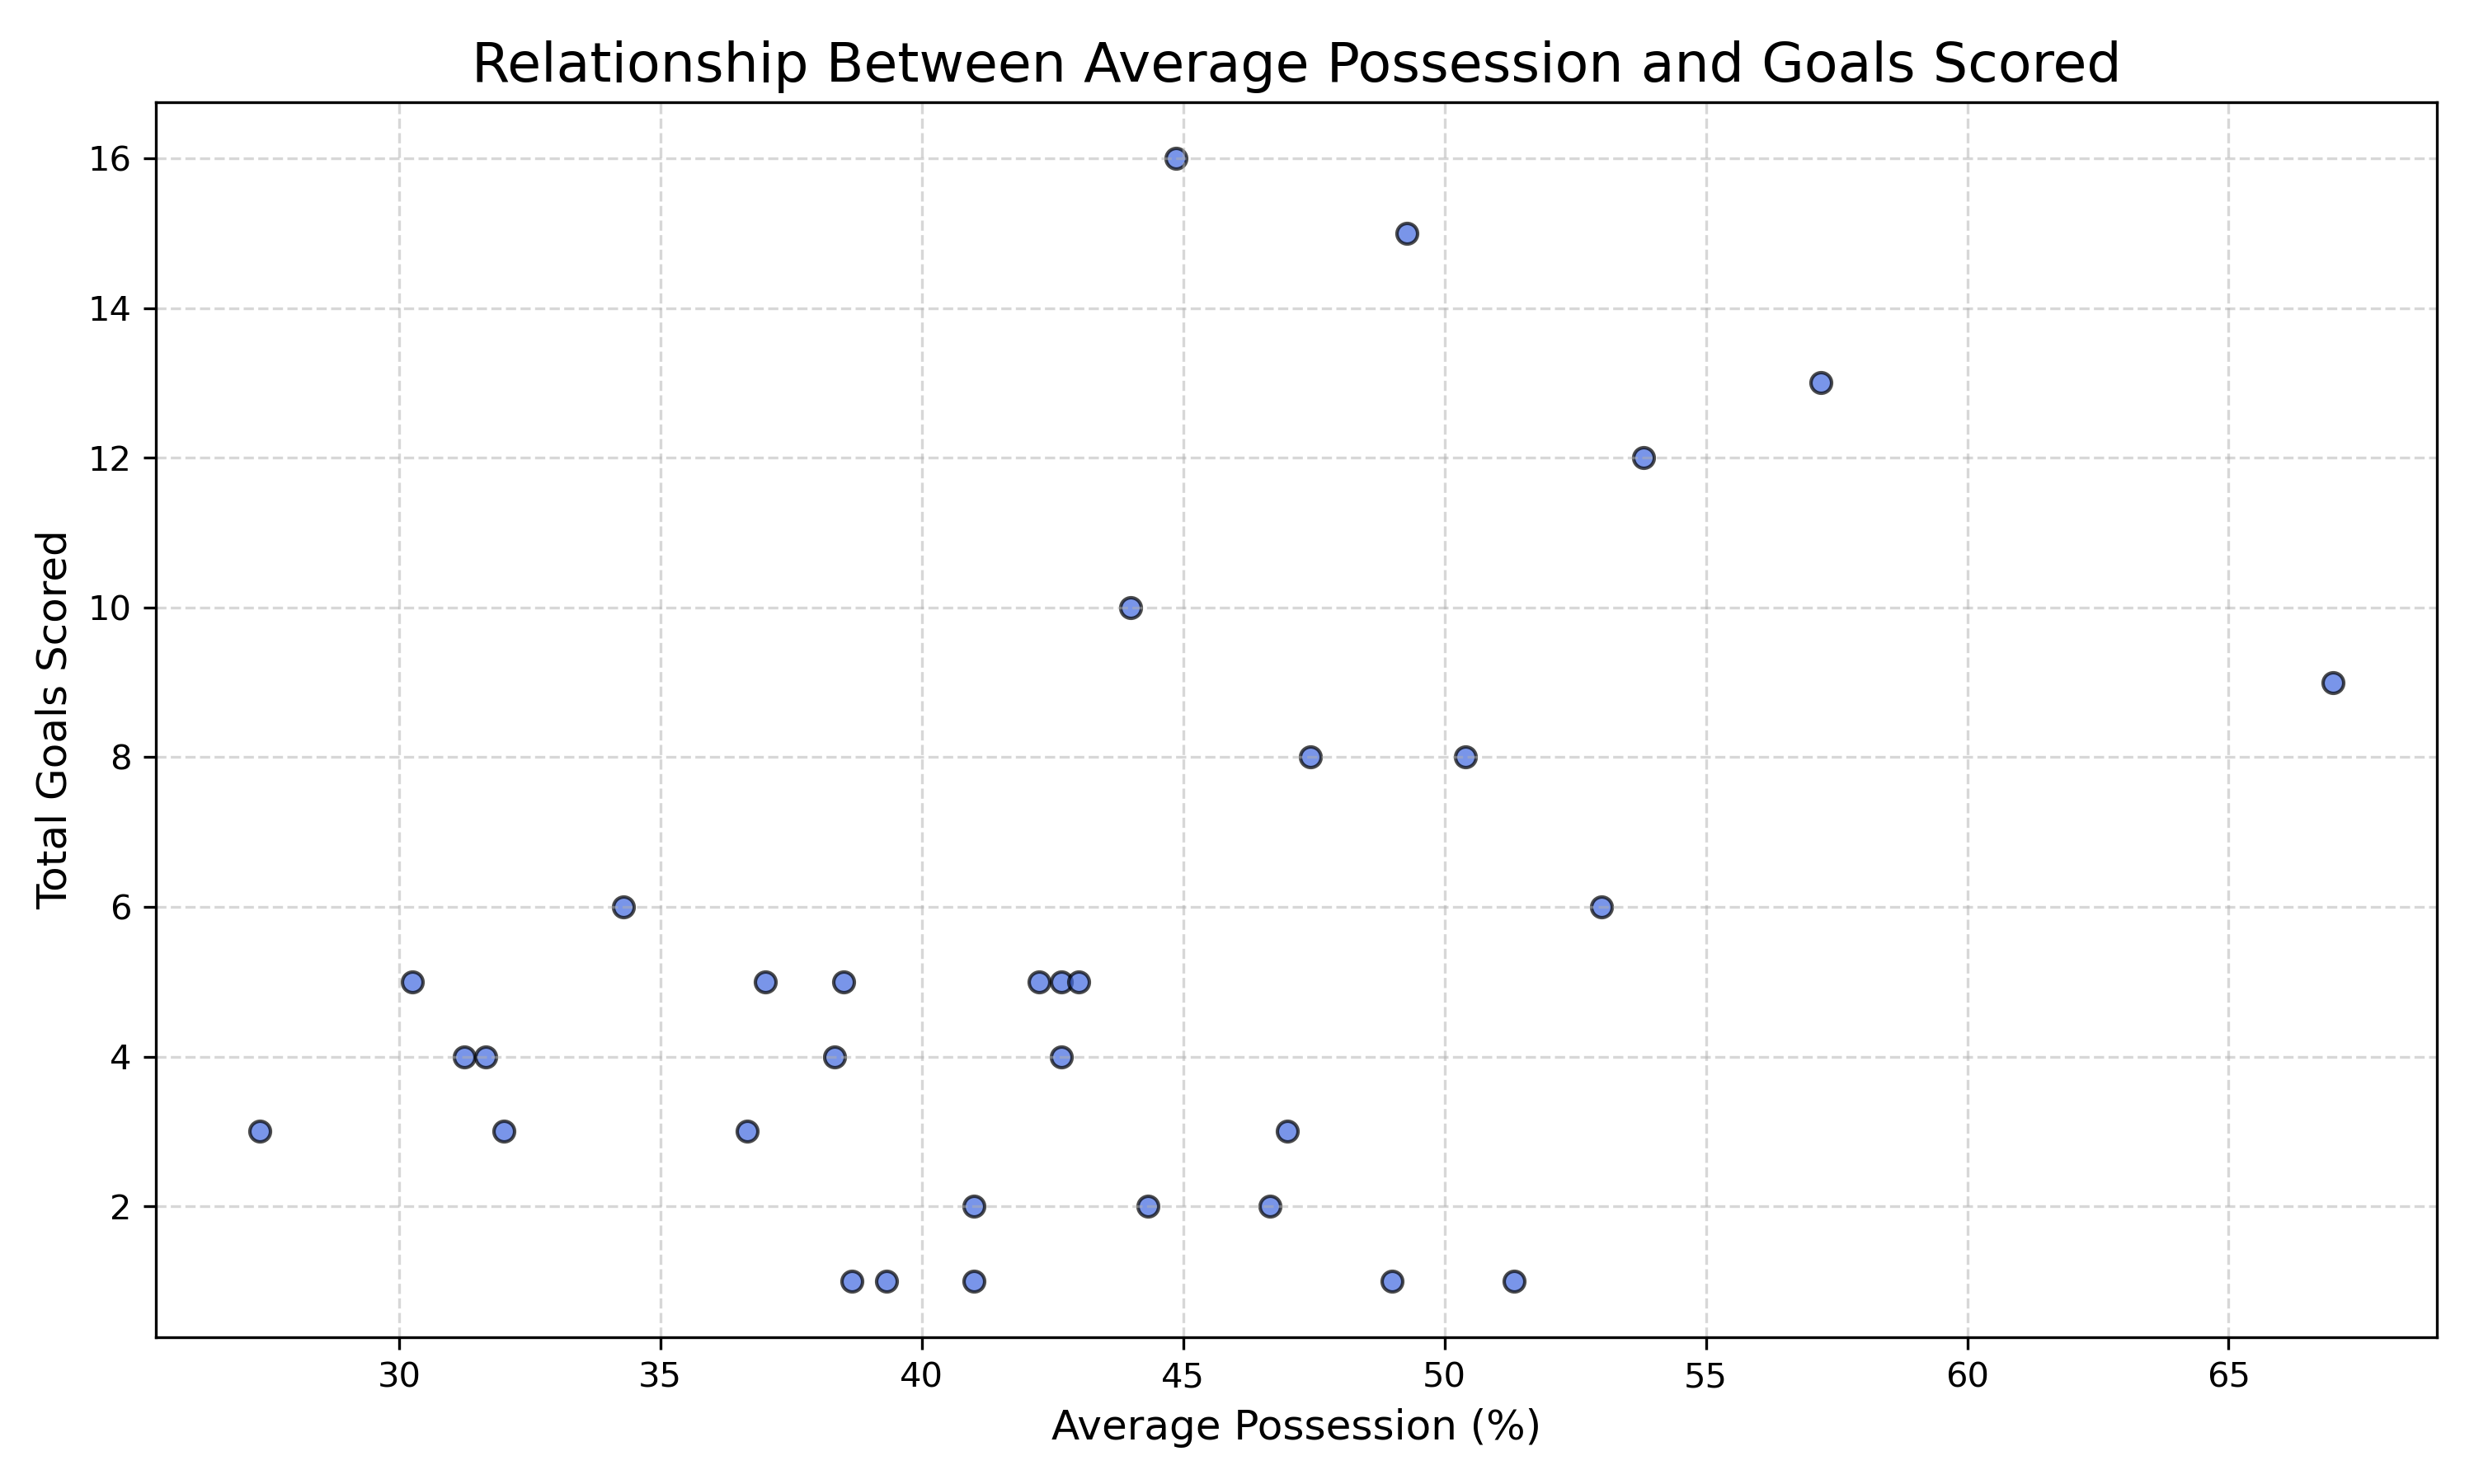 Relationship Between Average Possession and Goals Scored
Total Goals Scored
16
14
12
10
8
6
4
2
30 35 40 45 50 55 60 65
Average Possession (%)